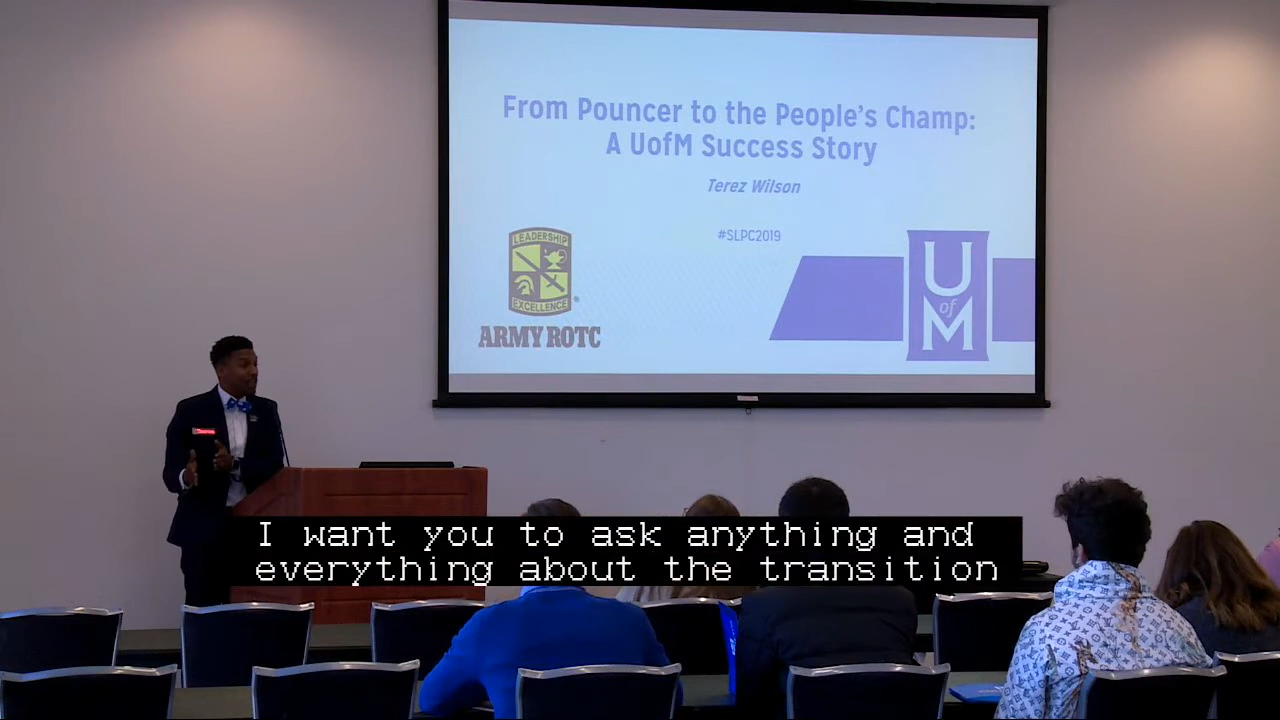 From Pouncer to the People's Champ:
A UofM Success Story
Terez Wilson
#SLPC2019
LEADERSHIP
EXCELLENCE
ARMY ROTC
U
of
M
I want you to ask anything and
everything about the transition